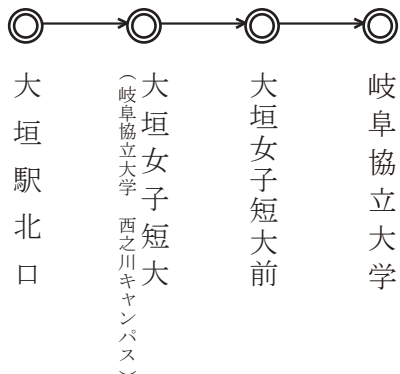 大垣駅北口
大垣女子短大
（岐阜協立大学　西之川キャンパス）
大垣女子短大前
岐阜協立大学